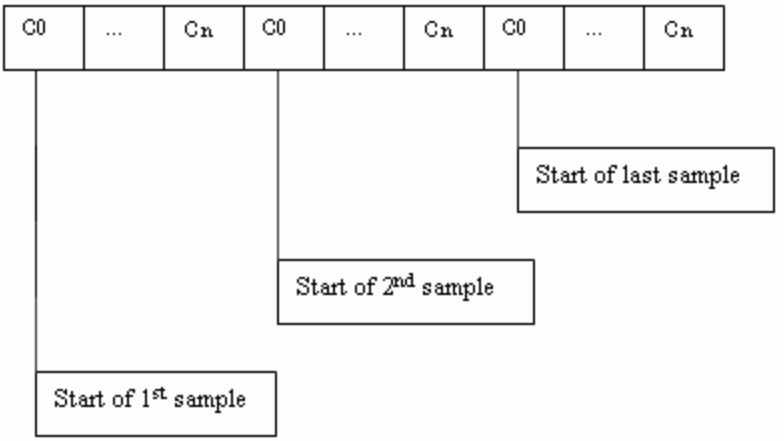 C0 ... Cn C0 ... Cn C0 ... Cn
Start of last sample
Start of 2nd sample
Start of 1st sample